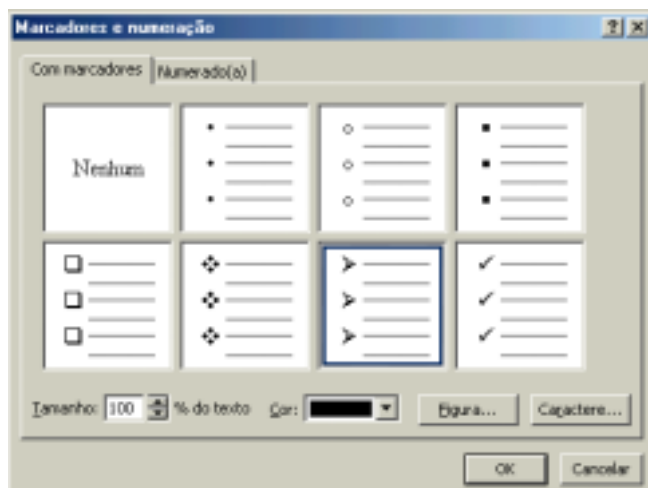 Marcadores e numeração
Com marcadores
Numerado(a)
Nenhum
Tamanho: 100 % do texto Cor: Figura... Caractere...
OK Cancelar